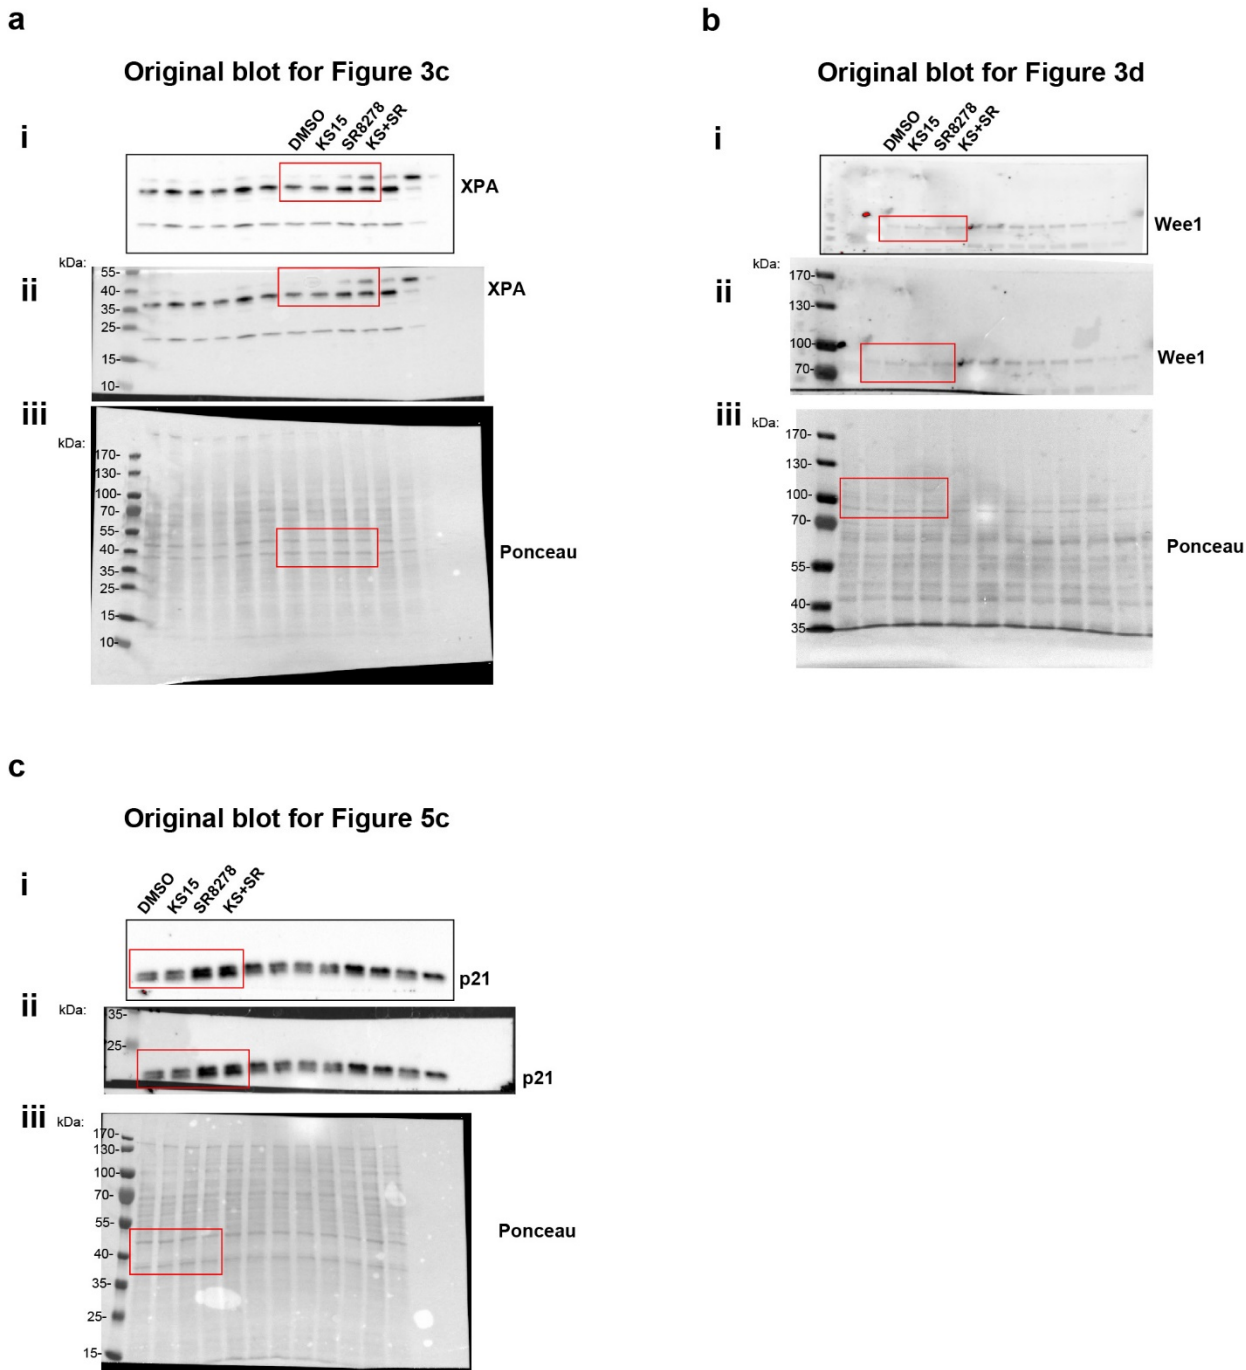 a
Original blot for Figure 3c
i
DMSO
KS15
SR8278
KS+SR
XPA
ii
kDa:
55-
40-
35-
25-
15-
10-
XPA
iii
kDa:
170-
130-
100-
70-
55-
40-
35-
25-
15-
10-
Ponceau
b
Original blot for Figure 3d
i
DMSO
KS15
SR8278
KS+SR
Wee1
ii
kDa:
170-
130-
100-
70-
Wee1
iii
kDa:
170-
130-
100-
70-
55-
40-
35-
Ponceau
c
Original blot for Figure 5c
i
DMSO
KS15
SR8278
KS+SR
p21
ii
kDa:
35-
25-
p21
iii
kDa:
170-
130-
100-
70-
55-
40-
35-
25-
15-
Ponceau